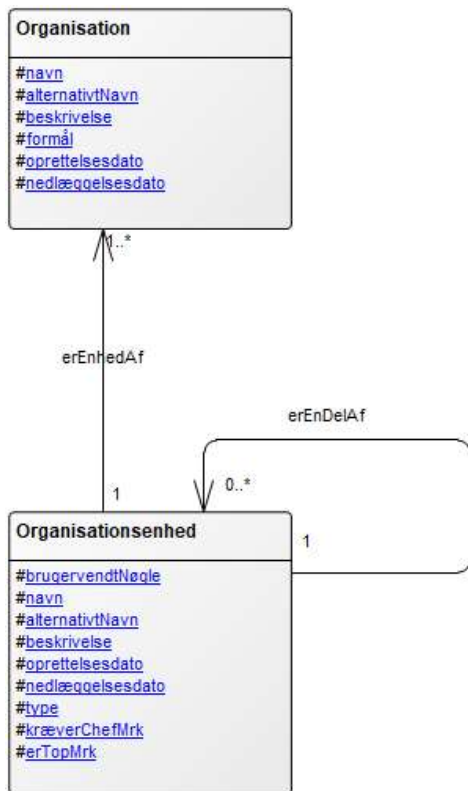 Organisation
#navn
#alternativtNavn
#beskrivelse
#formål
#oprettelsesdato
#nedlæggelsesdato
1..*
erEnhedAf
erEnDelAf
0..*
1
Organisationsenhed
1
#brugervendtNøgle
#navn
#alternativtNavn
#beskrivelse
#oprettelsesdato
#nedlæggelsesdato
#type
#kræverChefMrk
#erTopMrk